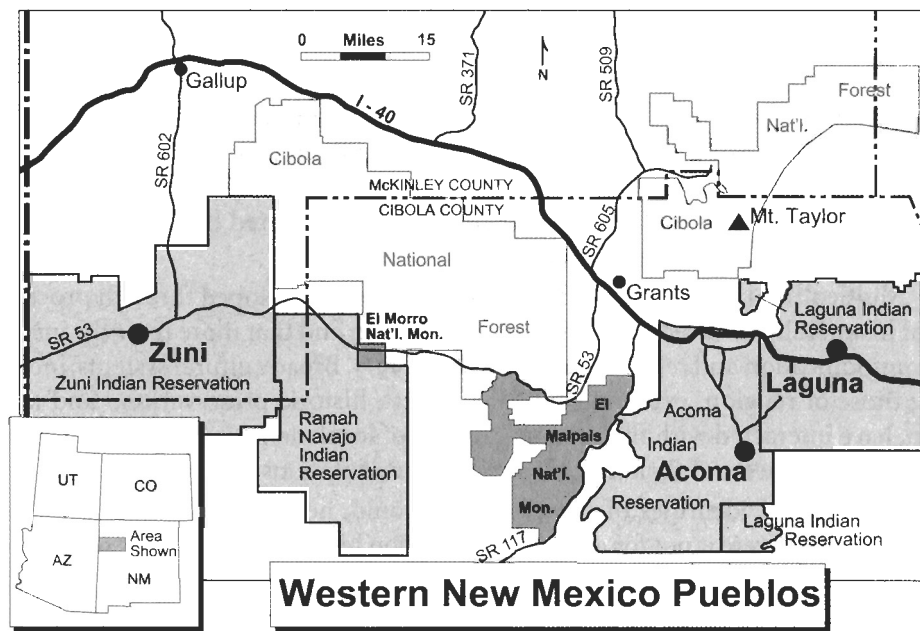 0 Miles 15
N
Gallup
I - 40
SR 371
SR 509
SR 602
Forest
Nat'l.
Cibola
McKINLEY COUNTY
CIBOLA COUNTY
SR 605
Cibola
Mt. Taylor
National
Grants
Laguna Indian
Reservation
El Morro
Nat'l. Mon.
Forest
SR 53
Zuni
Zuni Indian Reservation
SR 53
Laguna
Ramah
Navajo
Indian
Reservation
El
Malpais
Nat'l.
Mon.
Acoma
Indian
Reservation
Acoma
Laguna Indian
Reservation
SR 117
UT
CO
AZ
NM
Area
Shown
Western New Mexico Pueblos